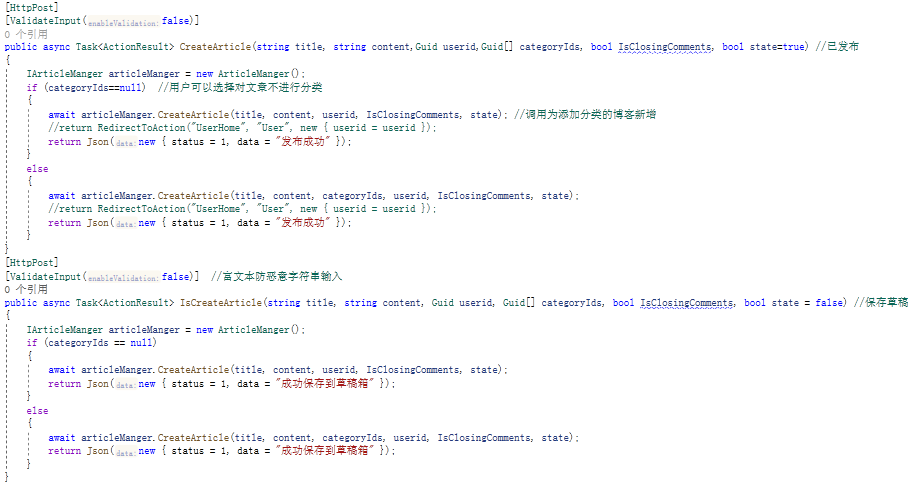 [HttpPost]
[ValidateInput(enableValidation:false)]
0 个引用
public async Task<ActionResult> CreateArticle(string title, string content,Guid userid,Guid[] categoryIds, bool IsClosingComments, bool state=true) //已发布
{
    IArticleManger articleManger = new ArticleManger();
    if (categoryIds==null)  //用户可以选择对文章不进行分类
    {
        await articleManger.CreateArticle(title, content, userid, IsClosingComments, state); //调用为添加分类的博客新增
        //return RedirectToAction("UserHome", "User", new { userid = userid });
        return Json(data:new { status = 1, data = "发布成功" });
    }
    else
    {
        await articleManger.CreateArticle(title, content, categoryIds, userid, IsClosingComments, state);
        //return RedirectToAction("UserHome", "User", new { userid = userid });
        return Json(data:new { status = 1, data = "发布成功" });
    }
}
[HttpPost]
[ValidateInput(enableValidation:false)]  //富文本防恶意字符串输入
0 个引用
public async Task<ActionResult> IsCreateArticle(string title, string content, Guid userid, Guid[] categoryIds, bool IsClosingComments, bool state = false) //保存草稿
{
    IArticleManger articleManger = new ArticleManger();
    if (categoryIds == null)
    {
        await articleManger.CreateArticle(title, content, userid, IsClosingComments, state);
        return Json(data:new { status = 1, data = "成功保存到草稿箱" });
    }
    else
    {
        await articleManger.CreateArticle(title, content, categoryIds, userid, IsClosingComments, state);
        return Json(data:new { status = 1, data = "成功保存到草稿箱" });
    }
}